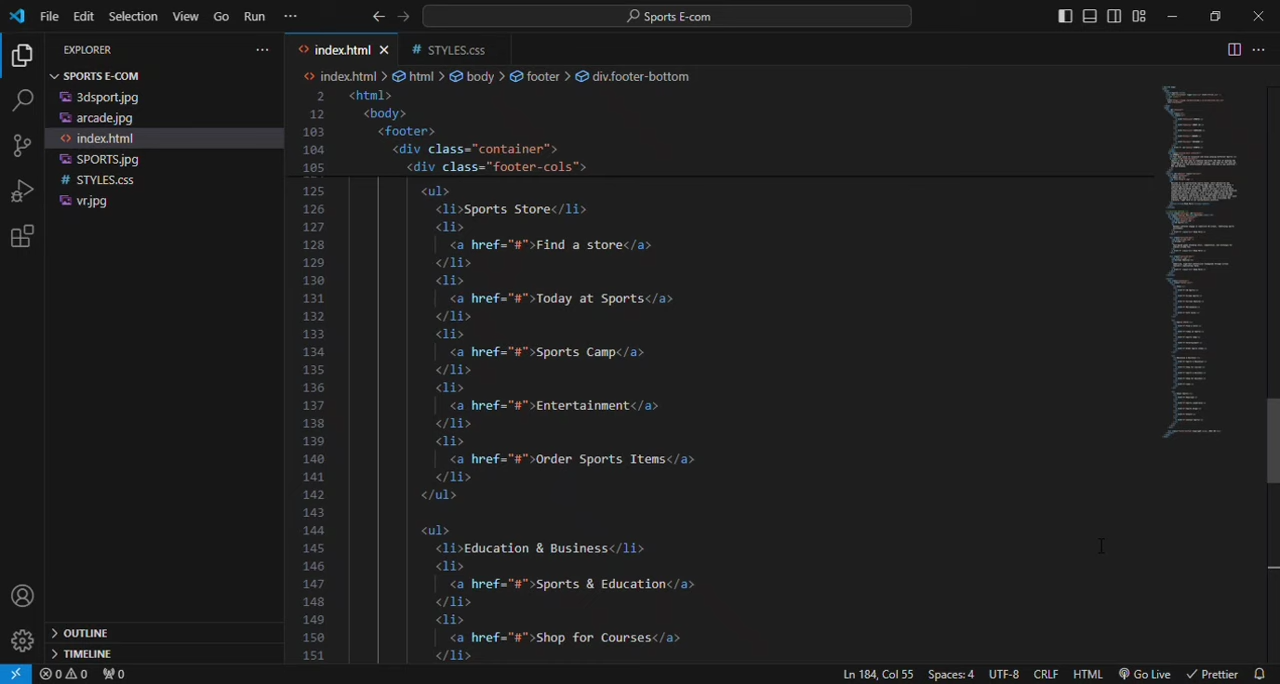 File Edit Selection View Go Run ··· Sports E-com
EXPLORER ···
SPORTS E-COM
3dsport.jpg
arcade.jpg
index.html
SPORTS.jpg
STYLES.css
vr.jpg
OUTLINE
TIMELINE
<> index.html × # STYLES.css
<> index.html > html > body > footer > div.footer-bottom
2 <html>
12 <body>
103 <footer>
104 <div class="container">
105 <div class="footer-cols">
125 <ul>
126 <li>Sports Store</li>
127 <li>
128 <a href="#">Find a store</a>
129 </li>
130 <li>
131 <a href="#">Today at Sports</a>
132 </li>
133 <li>
134 <a href="#">Sports Camp</a>
135 </li>
136 <li>
137 <a href="#">Entertainment</a>
138 </li>
139 <li>
140 <a href="#">Order Sports Items</a>
141 </li>
142 </ul>
143
144 <ul>
145 <li>Education & Business</li>
146 <li>
147 <a href="#">Sports & Education</a>
148 </li>
149 <li>
150 <a href="#">Shop for Courses</a>
151 </li>
0 0 0 Ln 184, Col 55 Spaces: 4 UTF-8 CRLF HTML Go Live Prettier